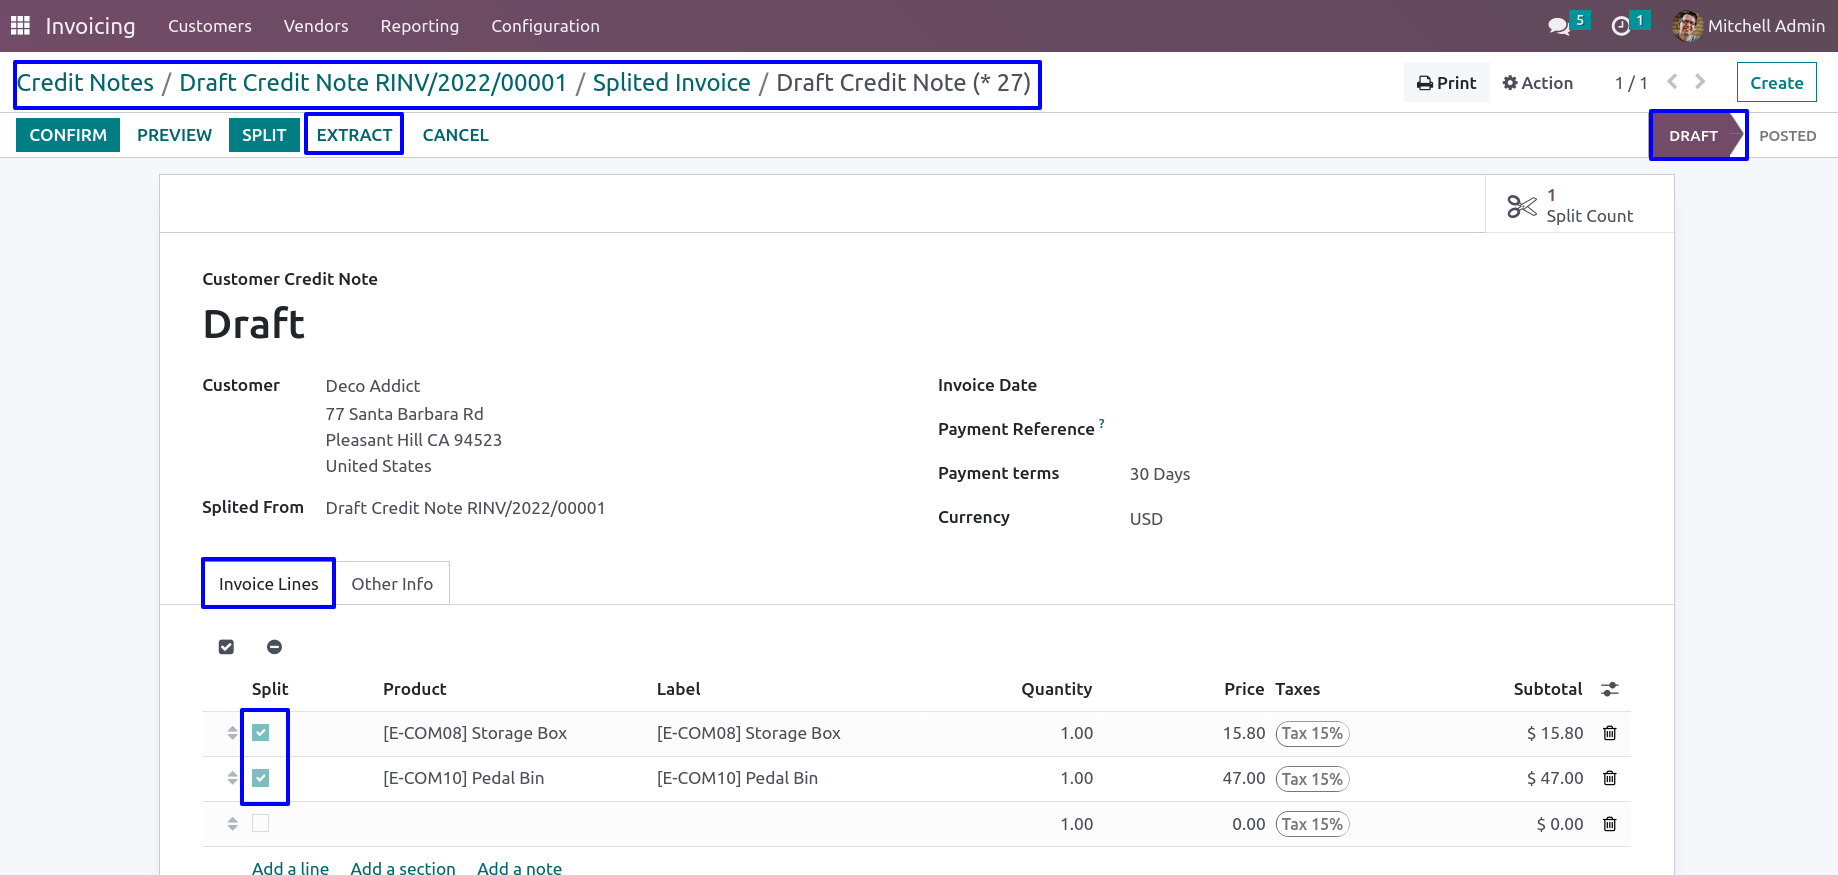 Invoicing Customers Vendors Reporting Configuration 5 1 Mitchell Admin
Credit Notes / Draft Credit Note RINV/2022/00001 / Splited Invoice / Draft Credit Note (* 27) Print Action 1 / 1 Create
CONFIRM PREVIEW SPLIT EXTRACT CANCEL DRAFT POSTED
1
Split Count
Customer Credit Note
Draft
Customer Deco Addict
77 Santa Barbara Rd
Pleasant Hill CA 94523
United States
Splited From Draft Credit Note RINV/2022/00001
Invoice Date
Payment Reference ?
Payment terms 30 Days
Currency USD
Invoice Lines Other Info
Split Product Label Quantity Price Taxes Subtotal
[E-COM08] Storage Box [E-COM08] Storage Box 1.00 15.80 Tax 15% $ 15.80
[E-COM10] Pedal Bin [E-COM10] Pedal Bin 1.00 47.00 Tax 15% $ 47.00
1.00 0.00 Tax 15% $ 0.00
Add a line Add a section Add a note